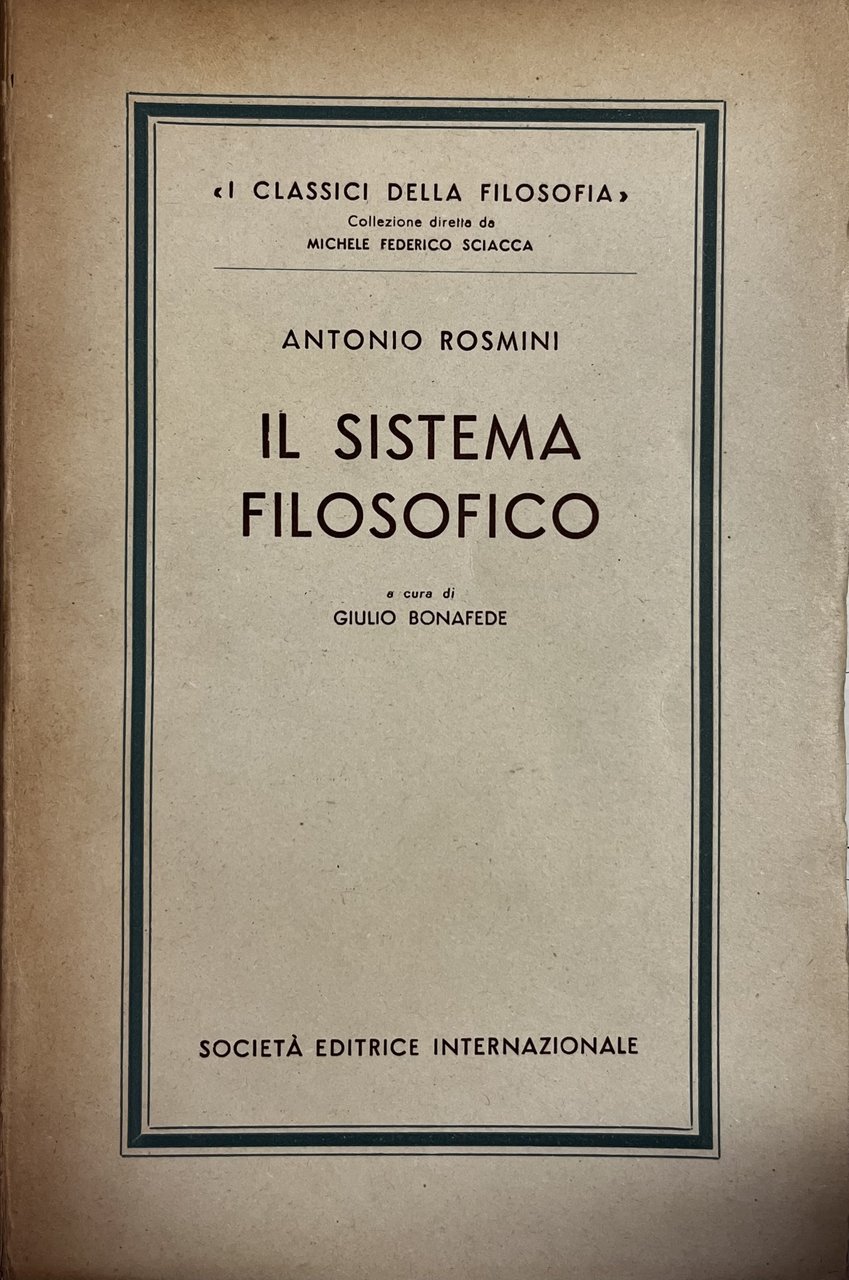 ‹I CLASSICI DELLA FILOSOFIA›
Collezione diretta da
MICHELE FEDERICO SCIACCA
ANTONIO ROSMINI
IL SISTEMA
FILOSOFICO
a cura di
GIULIO BONAFEDE
SOCIETÀ EDITRICE INTERNAZIONALE